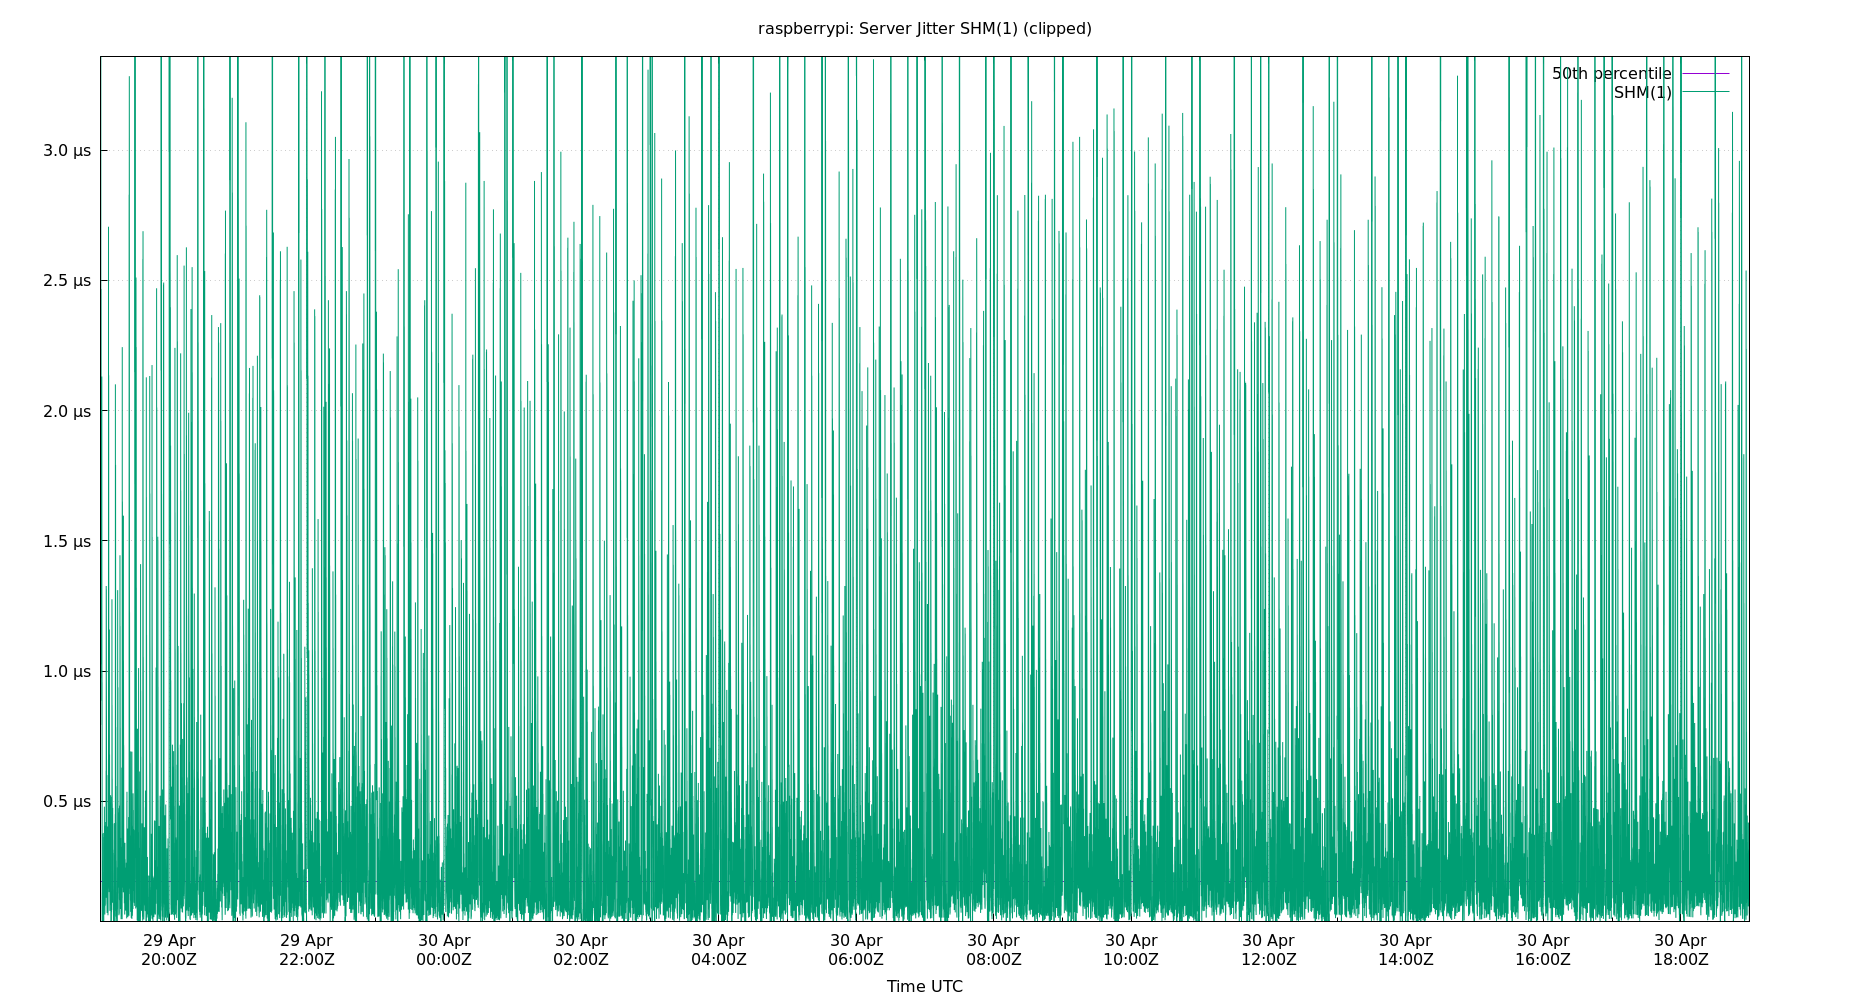 raspberrypi: Server Jitter SHM(1) (clipped)
50th percentile
SHM(1)
3.0 µs
2.5 µs
2.0 µs
1.5 µs
1.0 µs
0.5 µs
29 Apr 29 Apr 30 Apr 30 Apr 30 Apr 30 Apr 30 Apr 30 Apr 30 Apr 30 Apr 30 Apr 30 Apr
20:00Z 22:00Z 00:00Z 02:00Z 04:00Z 06:00Z 08:00Z 10:00Z 12:00Z 14:00Z 16:00Z 18:00Z
Time UTC